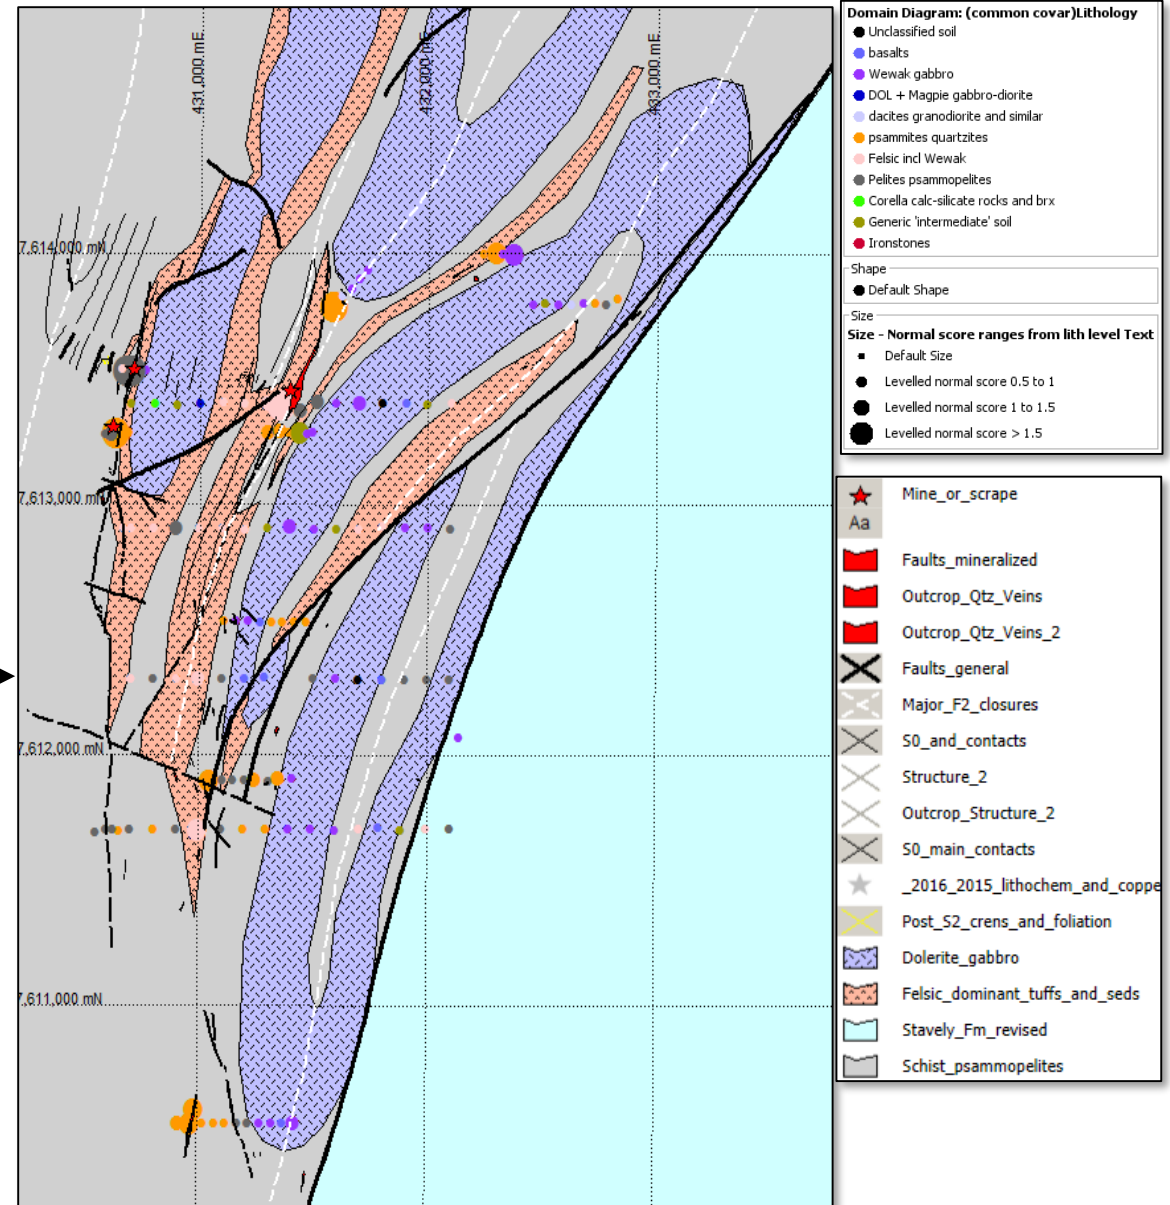 431,000 mE
432,000 mE
433,000 mE
7,614,000 mN
7,613,000 mN
7,612,000 mN
7,611,000 mN
Domain Diagram: (common covar)Lithology
Unclassified soil
basalts
Wewak gabbro
DOL + Magpie gabbro-diorite
dacites granodiorite and similar
psammites quartzites
Felsic incl Wewak
Pelites psammopelites
Corella calc-silicate rocks and brx
Generic 'intermediate' soil
Ironstones
Shape
Default Shape
Size
Size - Normal score ranges from lith level Text
Default Size
Levelled normal score 0.5 to 1
Levelled normal score 1 to 1.5
Levelled normal score > 1.5
Mine_or_scrape
Aa
Faults_mineralized
Outcrop_Qtz_Veins
Outcrop_Qtz_Veins_2
Faults_general
Major_F2_closures
S0_and_contacts
Structure_2
Outcrop_Structure_2
S0_main_contacts
_2016_2015_lithochem_and_coppe
Post_S2_crens_and_foliation
Dolerite_gabbro
Felsic_dominant_tuffs_and_seds
Stavely_Fm_revised
Schist_psammopelites